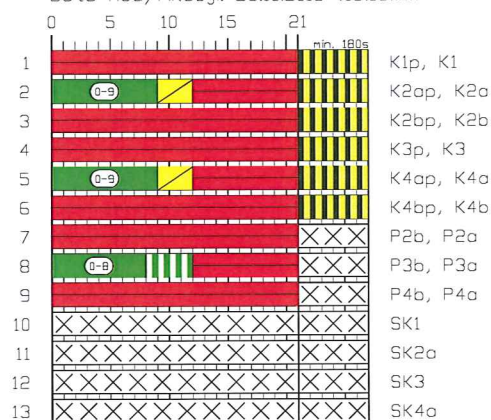 0 5 10 15 21
min. 180s
1 K1p, K1
2 0-9 K2ap, K2a
3 K2bp, K2b
4 K3p, K3
5 0-9 K4ap, K4a
6 K4bp, K4b
7 P2b, P2a
8 0-8 P3b, P3a
9 P4b, P4a
10 SK1
11 SK2a
12 SK3
13 SK4a